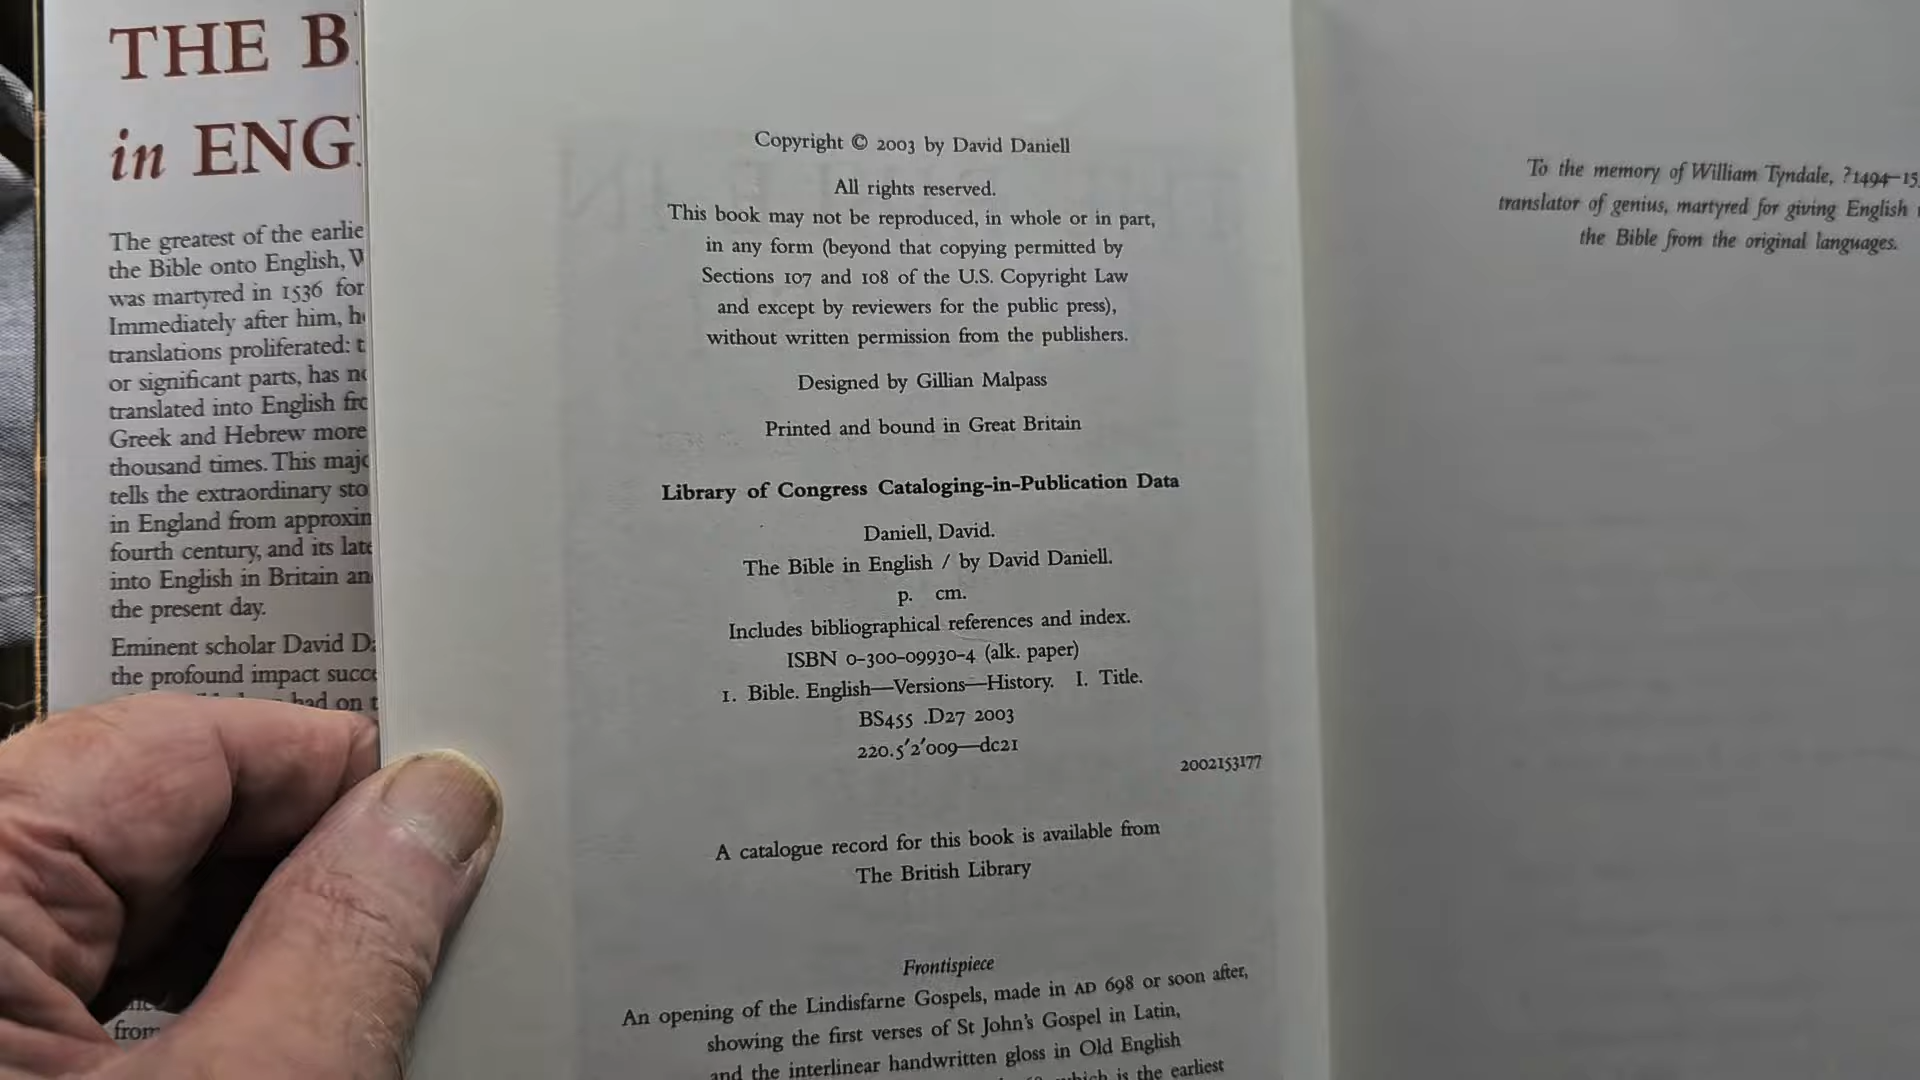 THE B
in ENG
The greatest of the earlie
the Bible onto English, W
was martyred in 1536 for
Immediately after him, h
translations proliferated: t
or significant parts, has n
translated into English fr
Greek and Hebrew more
thousand times. This maj
tells the extraordinary sto
in England from approxin
fourth century, and its late
into English in Britain an
the present day.
Eminent scholar David D
the profound impact succ
had on t
from
Copyright © 2003 by David Daniell
All rights reserved.
This book may not be reproduced, in whole or in part,
in any form (beyond that copying permitted by
Sections 107 and 108 of the U.S. Copyright Law
and except by reviewers for the public press),
without written permission from the publishers.
Designed by Gillian Malpass
Printed and bound in Great Britain
Library of Congress Cataloging-in-Publication Data
Daniell, David.
The Bible in English / by David Daniell.
p. cm.
Includes bibliographical references and index.
ISBN 0-300-09930-4 (alk. paper)
1. Bible. English—Versions—History. I. Title.
BS455 .D27 2003
220.5′2′009—dc21
2002153177
A catalogue record for this book is available from
The British Library
Frontispiece
An opening of the Lindisfarne Gospels, made in AD 698 or soon after,
showing the first verses of St John's Gospel in Latin,
and the interlinear handwritten gloss in Old English
which is the earliest
To the memory of William Tyndale, ?1494–15
translator of genius, martyred for giving English
the Bible from the original languages.